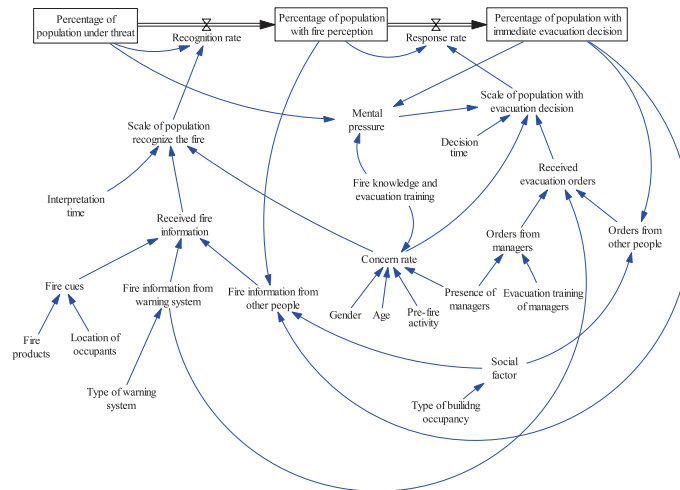 Percentage of
population under threat
Recognition rate
Percentage of population
with fire perception
Response rate
Percentage of population with
immediate evacuation decision
Scale of population with
evacuation decision
Mental
pressure
Scale of population
recognize the fire
Decision
time
Received
evacuation orders
Fire knowledge and
evacuation training
Interpretation
time
Received fire
information
Orders from
managers
Orders from
other people
Concern rate
Fire cues
Fire information from
warning system
Fire information from
other people
Gender
Age
Pre-fire
activity
Presence of
managers
Evacuation training
of managers
Fire
products
Location of
occupants
Social
factor
Type of warning
system
Type of builidng
occupancy